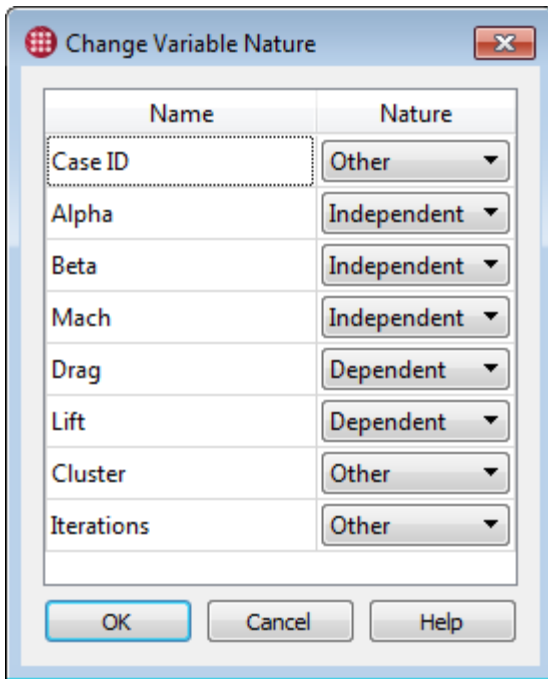 Change Variable Nature
Name Nature
Case ID Other
Alpha Independent
Beta Independent
Mach Independent
Drag Dependent
Lift Dependent
Cluster Other
Iterations Other
OK Cancel Help